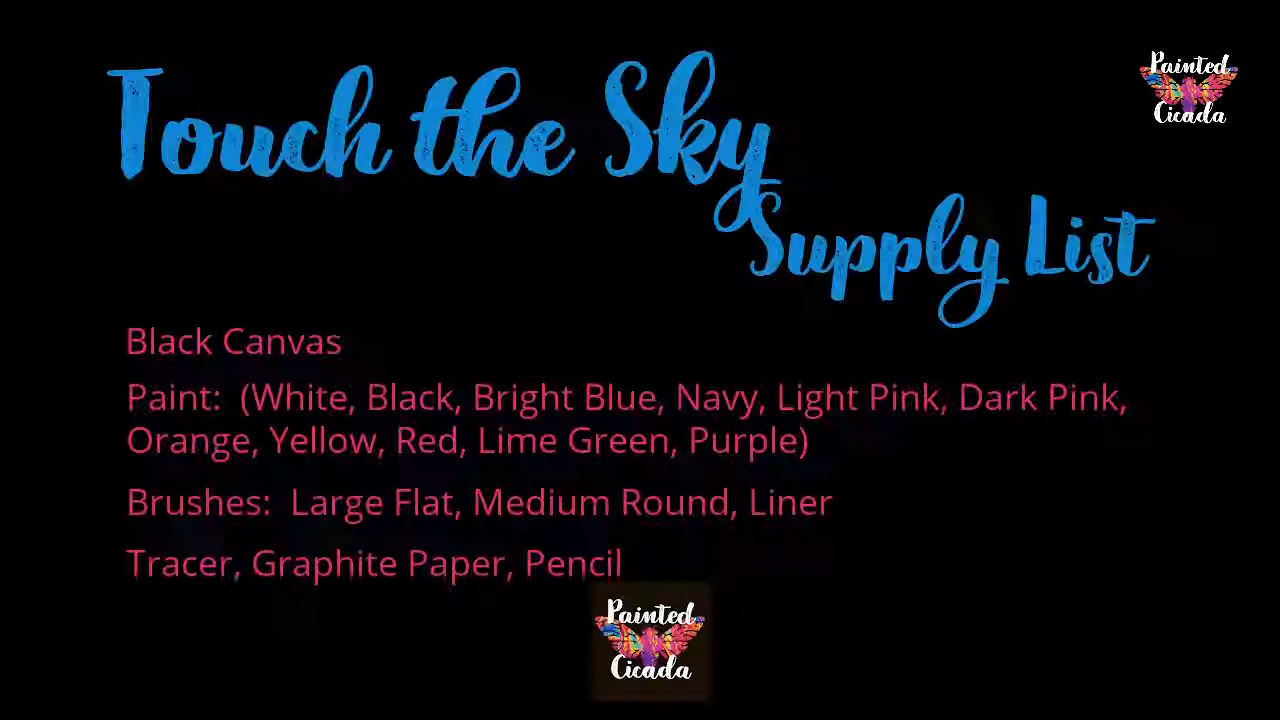 Painted
Cicada
Touch the Sky
Supply List
Black Canvas
Paint:  (White, Black, Bright Blue, Navy, Light Pink, Dark Pink,
Orange, Yellow, Red, Lime Green, Purple)
Brushes:  Large Flat, Medium Round, Liner
Tracer, Graphite Paper, Pencil
Painted
Cicada